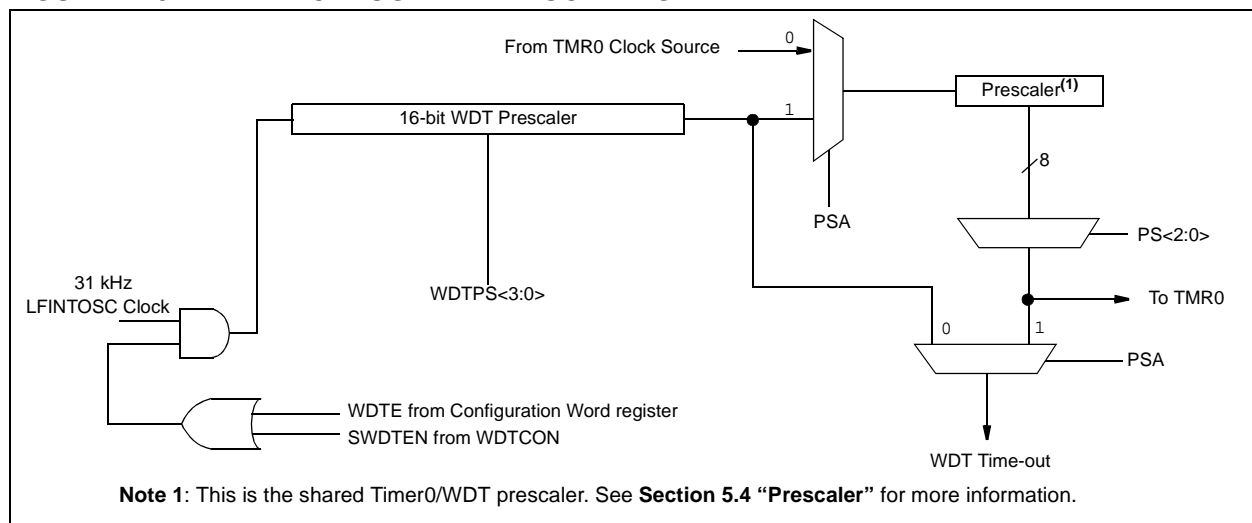 From TMR0 Clock Source
0
Prescaler(1)
16-bit WDT Prescaler
1
8
PSA
PS<2:0>
31 kHz
LFINTOSC Clock
WDTPS<3:0>
To TMR0
0
1
PSA
WDTE from Configuration Word register
SWDTEN from WDTCON
WDT Time-out
Note 1: This is the shared Timer0/WDT prescaler. See Section 5.4 “Prescaler” for more information.